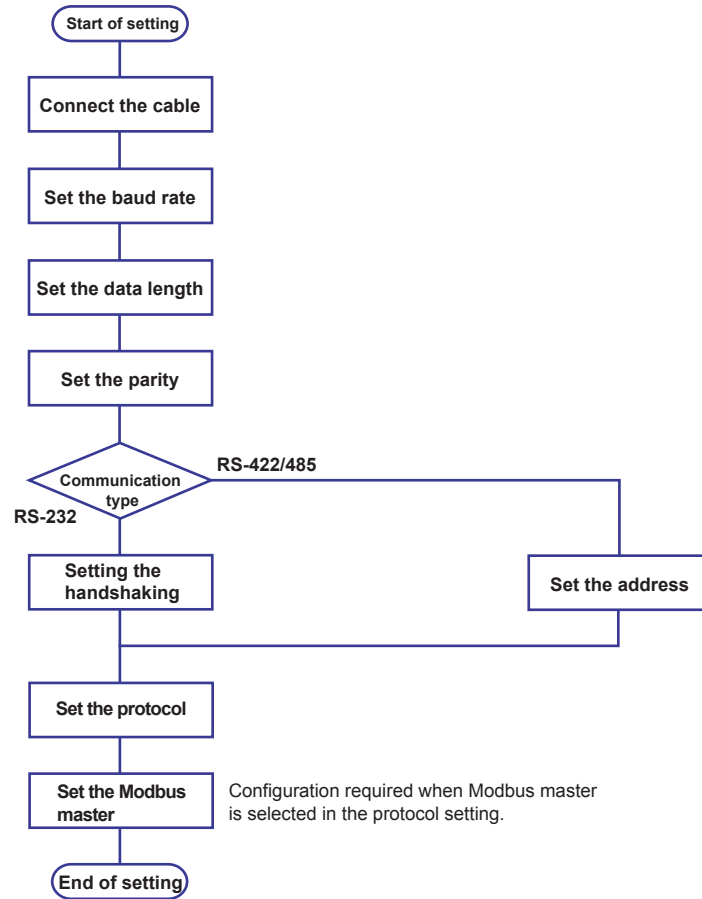 Start of setting
Connect the cable
Set the baud rate
Set the data length
Set the parity
Communication
type
RS-422/485
RS-232
Setting the
handshaking
Set the address
Set the protocol
Set the Modbus
master
Configuration required when Modbus master
is selected in the protocol setting.
End of setting